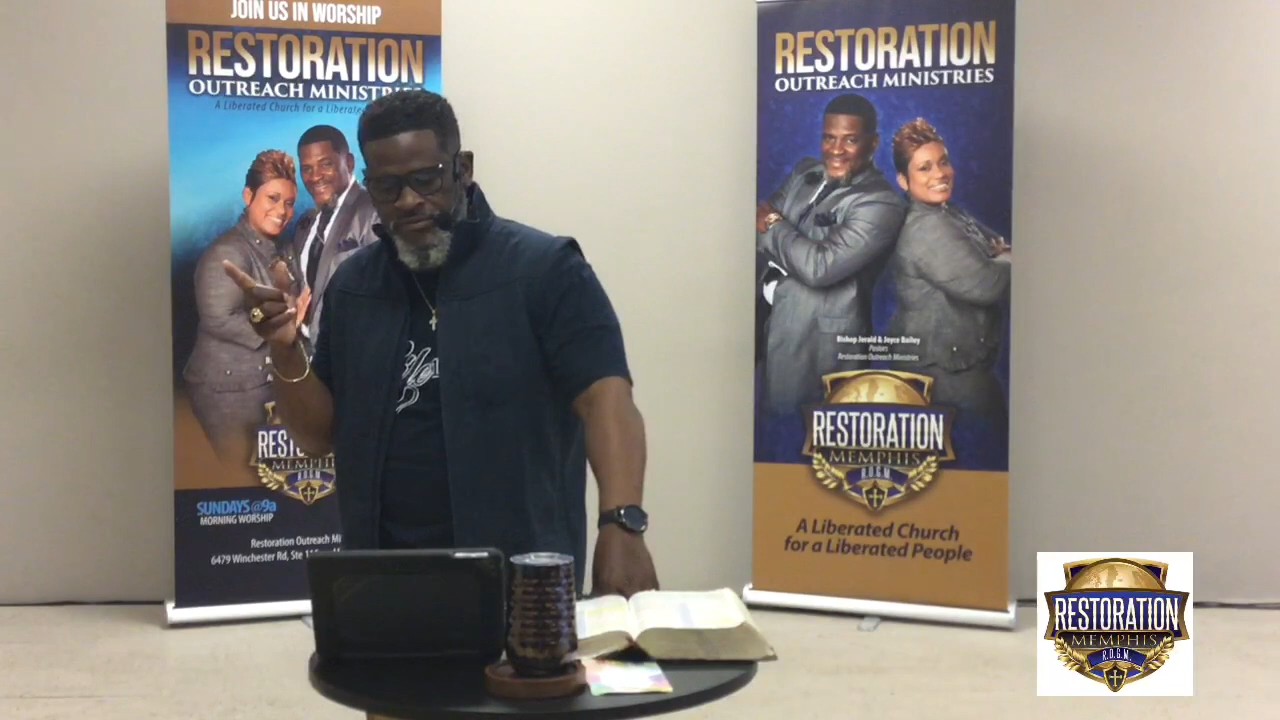 JOIN US IN WORSHIP
RESTORATION
OUTREACH MINISTRIES
A Liberated Church for a Liberated
RESTORATION
MEMPHIS
R.O.G.M.
SUNDAYS @9a
MORNING WORSHIP
Restoration Outreach Mi
6479 Winchester Rd, Ste
RESTORATION
OUTREACH MINISTRIES
Bishop Jerald & Joyce Bailey
Pastors
Restoration Outreach Ministries
RESTORATION
MEMPHIS
R.O.G.M.
A Liberated Church
for a Liberated People
RESTORATION
MEMPHIS
R.O.G.M.